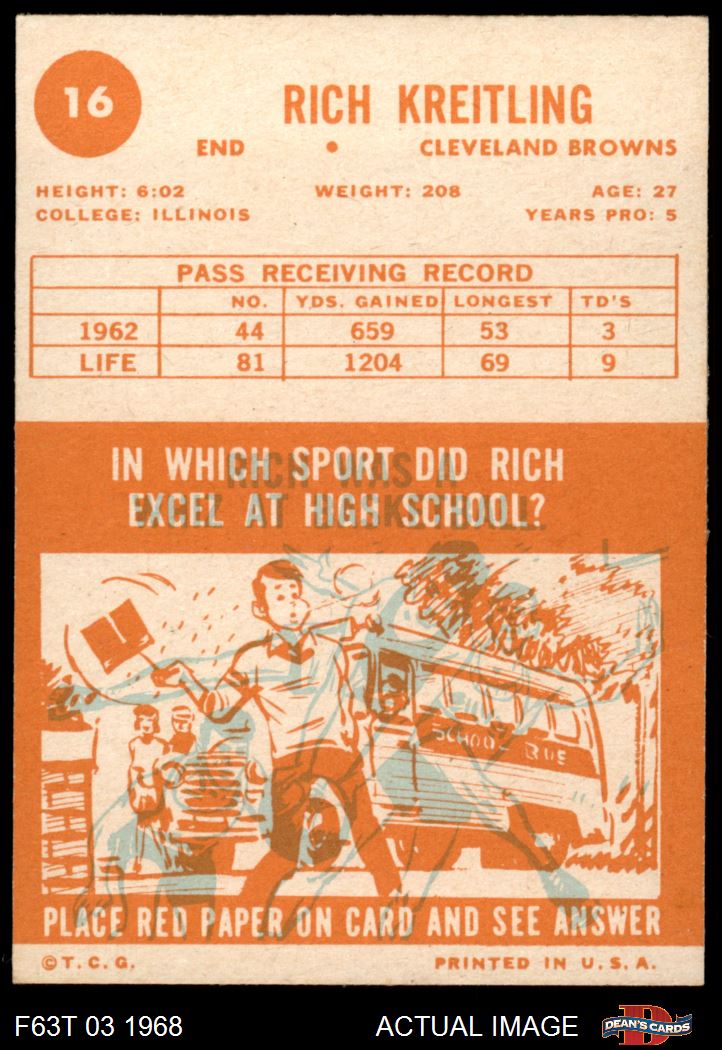 16
RICH KREITLING
END • CLEVELAND BROWNS
HEIGHT: 6:02 WEIGHT: 208 AGE: 27
COLLEGE: ILLINOIS YEARS PRO: 5
PASS RECEIVING RECORD
NO. YDS. GAINED LONGEST TD'S
1962 44 659 53 3
LIFE 81 1204 69 9
IN WHICH SPORT DID RICH
RICH WAS A
EXCEL AT HIGH SCHOOL?
SCHOOL BUS
PLACE RED PAPER ON CARD AND SEE ANSWER
©T.C.G. PRINTED IN U.S.A.
F63T 03 1968 ACTUAL IMAGE DEAN'S CARDS